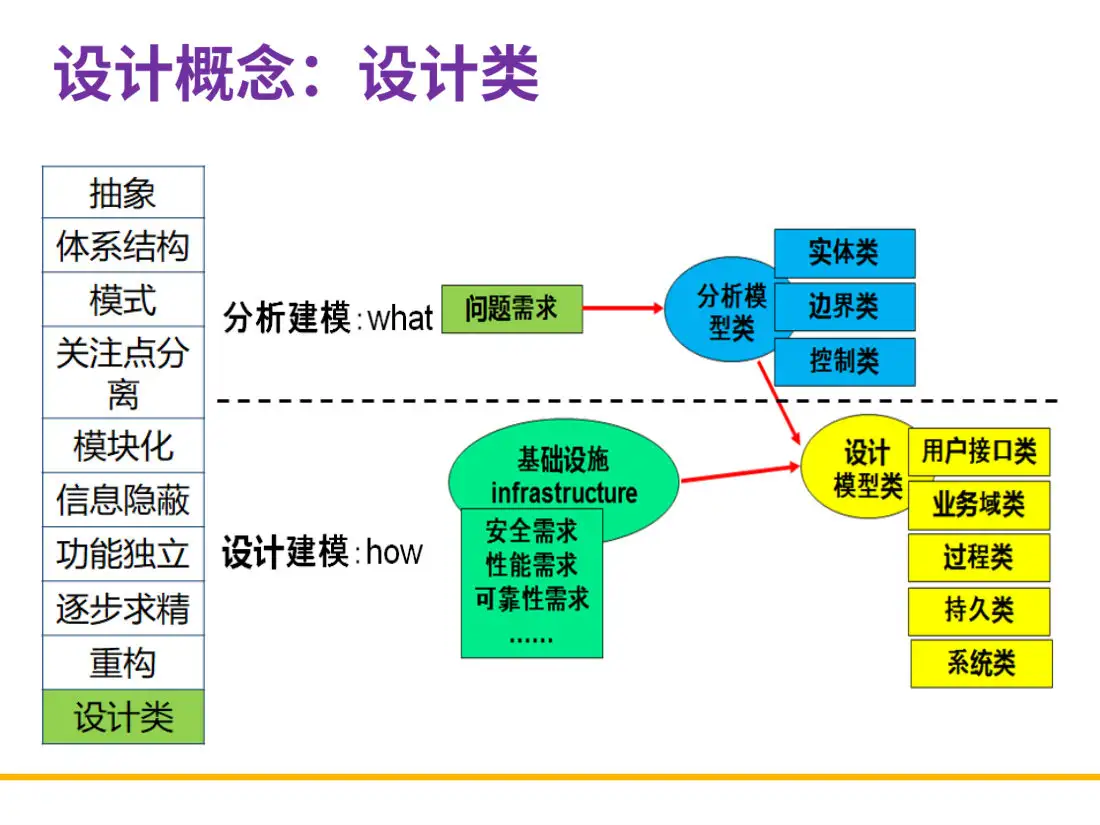 设计概念：设计类
抽象
体系结构
模式
关注点分
离
模块化
信息隐蔽
功能独立
逐步求精
重构
设计类
分析建模:what
问题需求
分析模
型类
实体类
边界类
控制类
设计建模:how
基础设施
infrastructure
安全需求
性能需求
可靠性需求
......
设计
模型类
用户接口类
业务域类
过程类
持久类
系统类